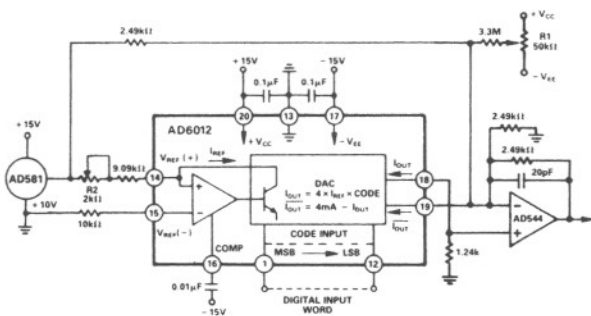 2.49kΩ
3.3M
+ VCC
R1
50kΩ
− VEE
+15V
0.1μF
0.1μF
−15V
20
13
17
AD6012
+VCC
−VEE
2.49kΩ
2.49kΩ
20pF
+15V
AD581
+10V
R2
2kΩ
9.09kΩ
10kΩ
14
15
VREF(+)
IREF
VREF(−)
+
−
DAC
IOUT = 4 × IREF × CODE
IOUT = 4mA − IOUT
IOUT
18
19
IOUT
−
+
AD544
1.24k
COMP
CODE INPUT
MSB → LSB
16
1
12
0.01μF
−15V
DIGITAL INPUT
WORD